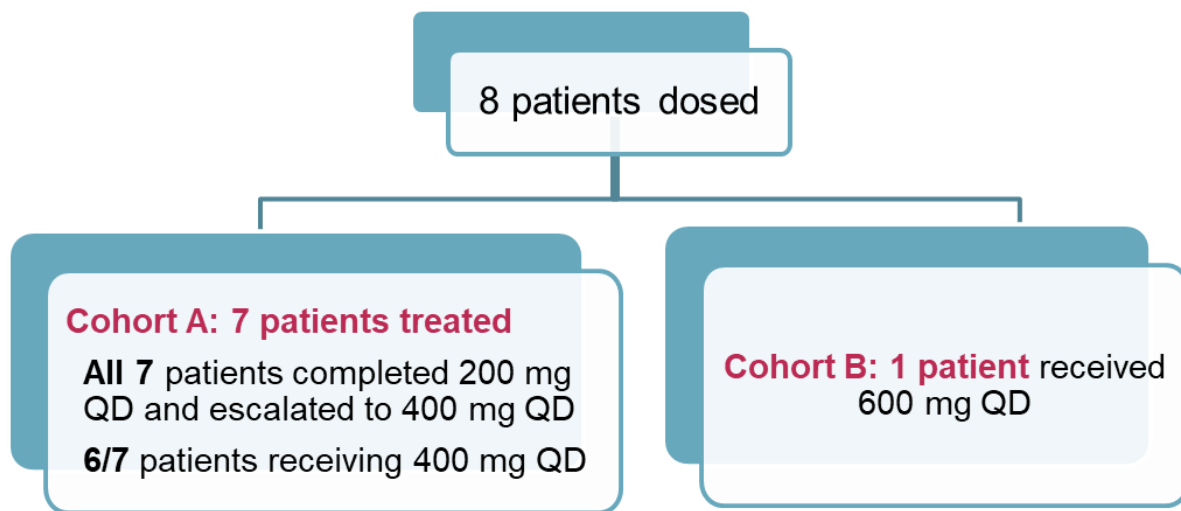 8 patients dosed
Cohort A: 7 patients treated
All 7 patients completed 200 mg
QD and escalated to 400 mg QD
6/7 patients receiving 400 mg QD
Cohort B: 1 patient received
600 mg QD